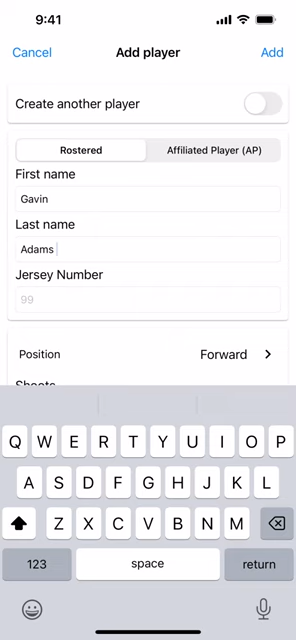 9:41
Cancel Add player Add
Create another player
Rostered Affiliated Player (AP)
First name
Gavin
Last name
Adams
Jersey Number
99
Position Forward
Shoots
Q W E R T Y U I O P
A S D F G H J K L
Z X C V B N M
123 space return